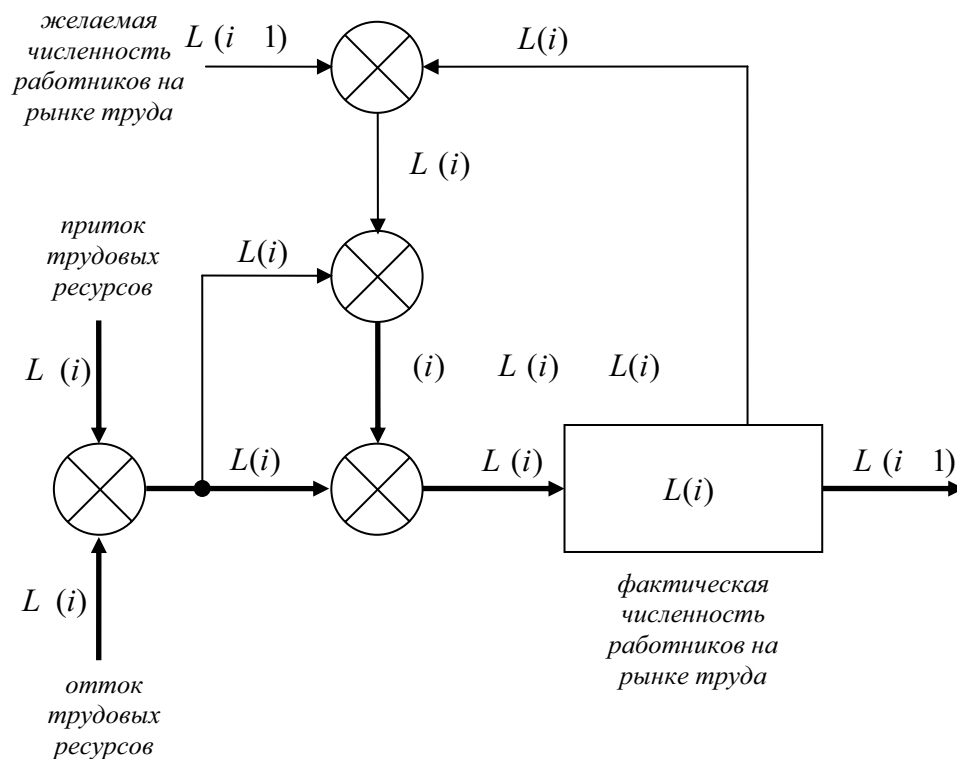 желаемая
численность
работников на
рынке труда
L (i 1)
L(i)
L (i)
приток
трудовых
ресурсов
L(i)
L (i)
(i) L (i) L(i)
L(i)
L (i)
L(i)
L (i 1)
L (i)
фактическая
численность
работников на
рынке труда
отток
трудовых
ресурсов